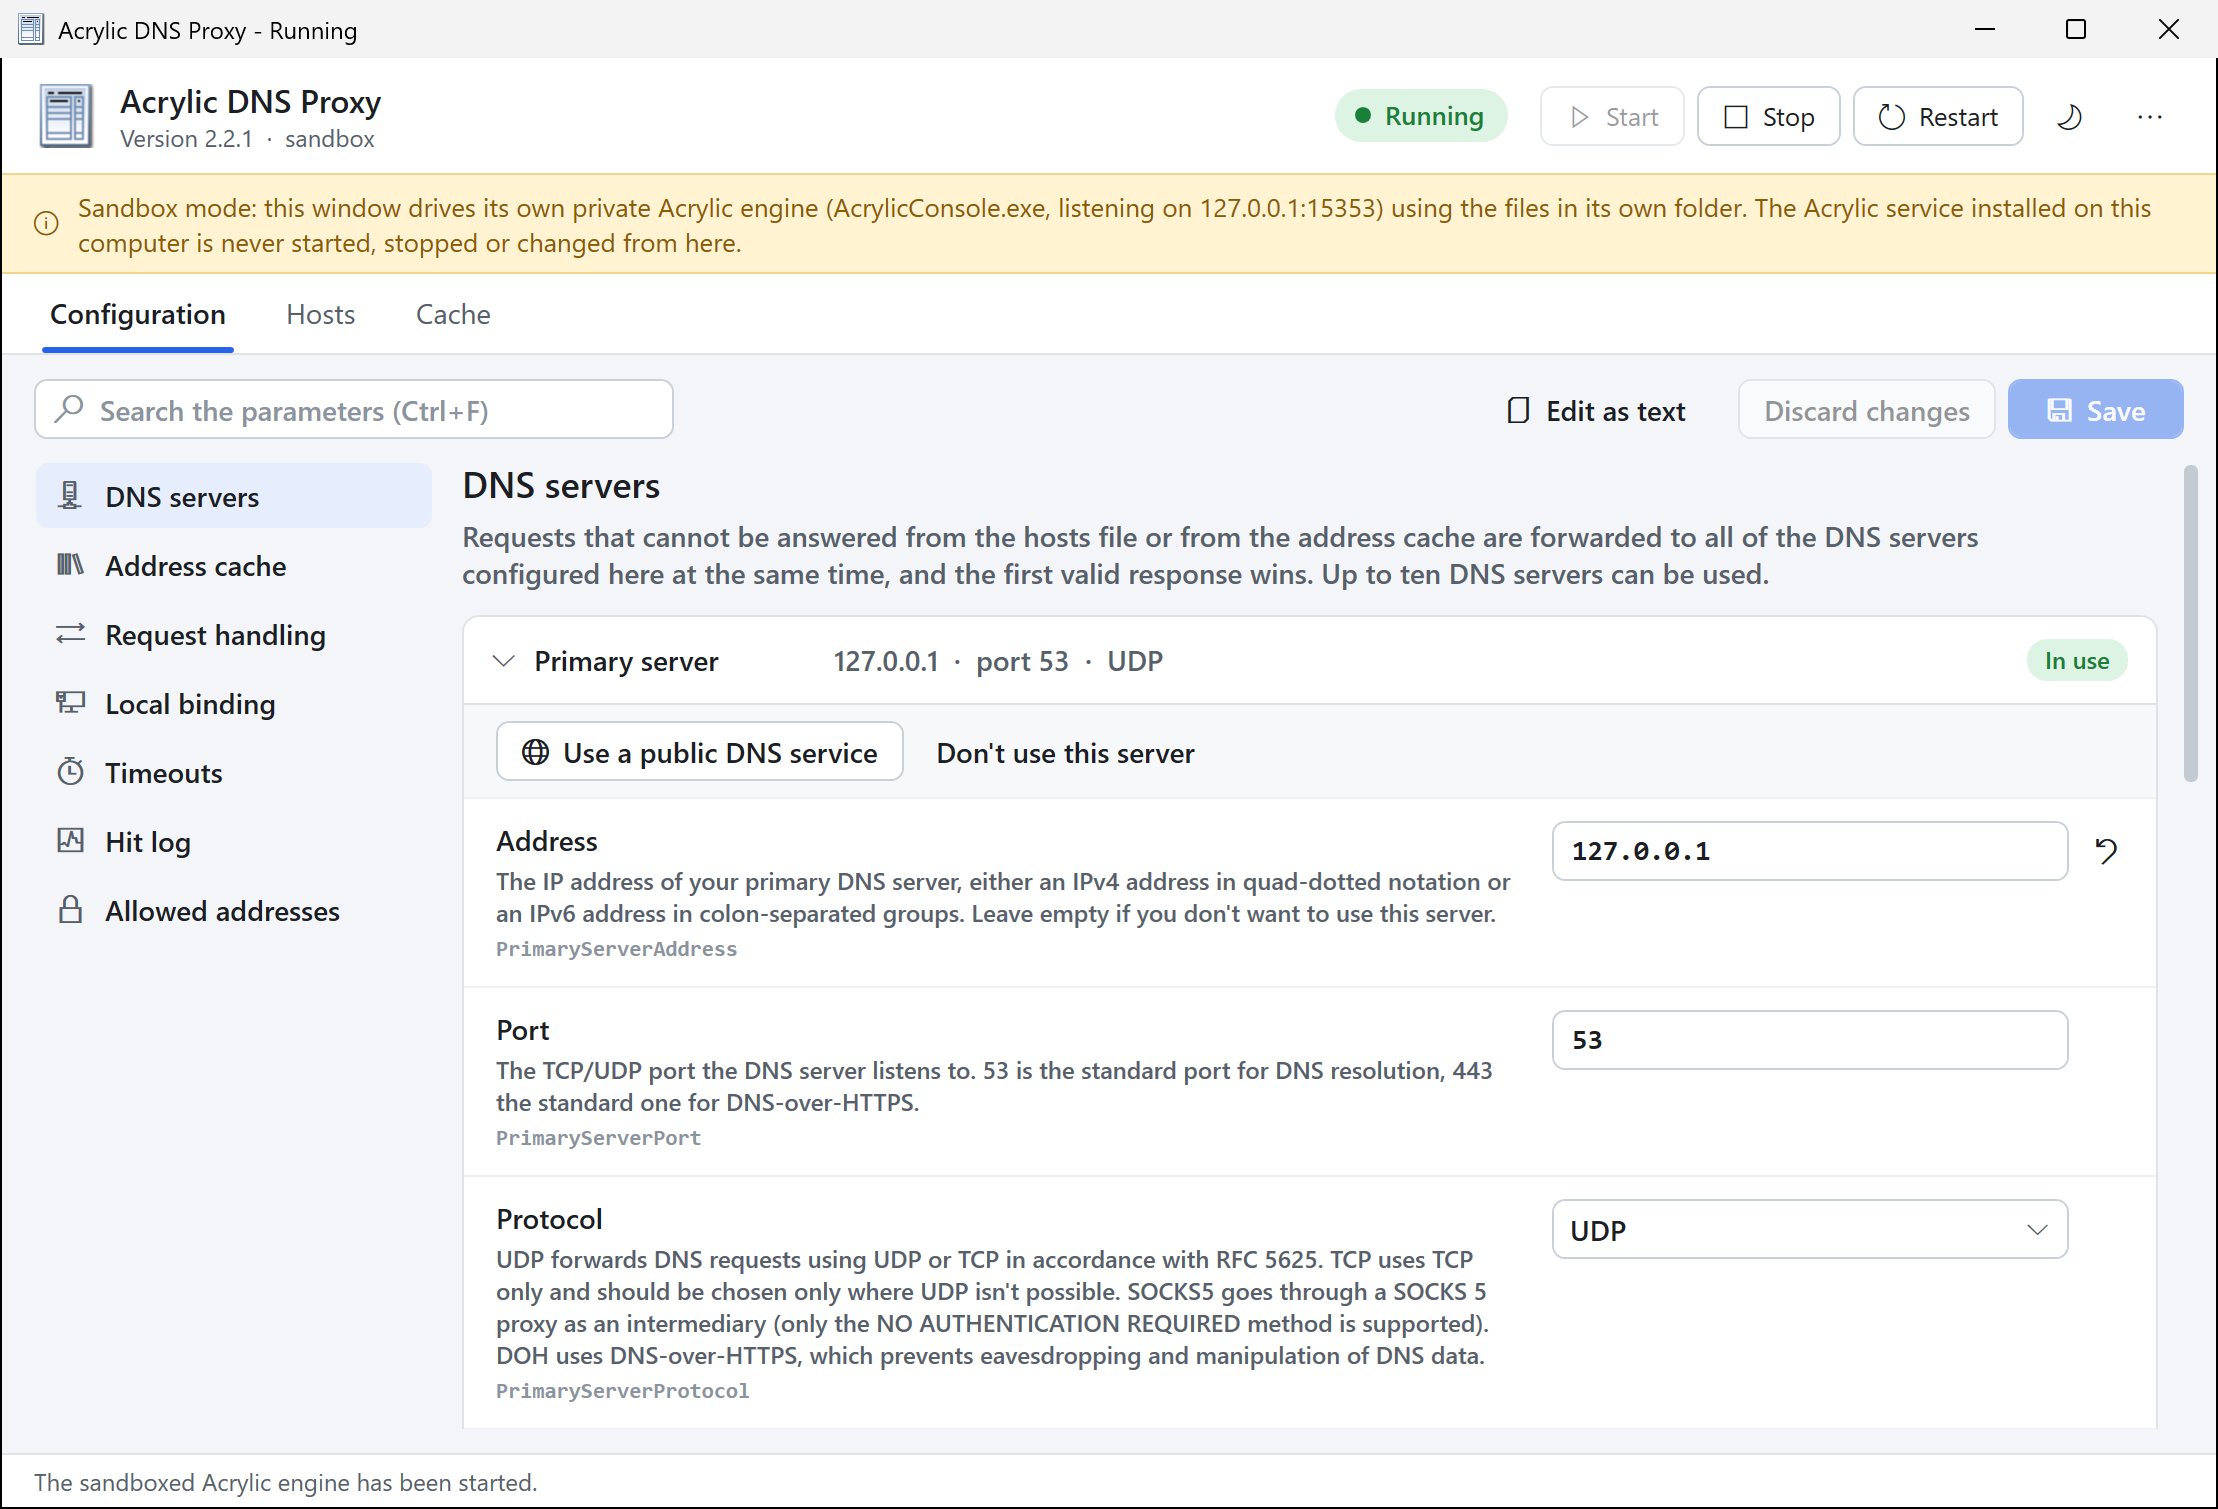 Acrylic DNS Proxy - Running
Acrylic DNS Proxy
Version 2.2.1 · sandbox
Running
Start
Stop
Restart
Sandbox mode: this window drives its own private Acrylic engine (AcrylicConsole.exe, listening on 127.0.0.1:15353) using the files in its own folder. The Acrylic service installed on this
computer is never started, stopped or changed from here.
Configuration
Hosts
Cache
Search the parameters (Ctrl+F)
Edit as text
Discard changes
Save
DNS servers
Address cache
Request handling
Local binding
Timeouts
Hit log
Allowed addresses
DNS servers
Requests that cannot be answered from the hosts file or from the address cache are forwarded to all of the DNS servers
configured here at the same time, and the first valid response wins. Up to ten DNS servers can be used.
Primary server
127.0.0.1 · port 53 · UDP
In use
Use a public DNS service
Don't use this server
Address
127.0.0.1
The IP address of your primary DNS server, either an IPv4 address in quad-dotted notation or
an IPv6 address in colon-separated groups. Leave empty if you don't want to use this server.
PrimaryServerAddress
Port
53
The TCP/UDP port the DNS server listens to. 53 is the standard port for DNS resolution, 443
the standard one for DNS-over-HTTPS.
PrimaryServerPort
Protocol
UDP
UDP forwards DNS requests using UDP or TCP in accordance with RFC 5625. TCP uses TCP
only and should be chosen only where UDP isn't possible. SOCKS5 goes through a SOCKS 5
proxy as an intermediary (only the NO AUTHENTICATION REQUIRED method is supported).
DOH uses DNS-over-HTTPS, which prevents eavesdropping and manipulation of DNS data.
PrimaryServerProtocol
The sandboxed Acrylic engine has been started.